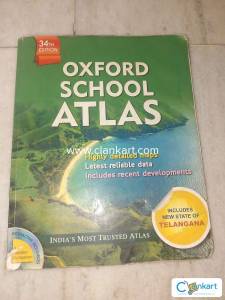 34TH
EDITION
OXFORD
SCHOOL
ATLAS
www.clankart.com
Highly detailed maps
Latest reliable data
Includes recent developments
INCLUDES
NEW STATE OF
TELANGANA
INDIA'S MOST TRUSTED ATLAS
Clankart